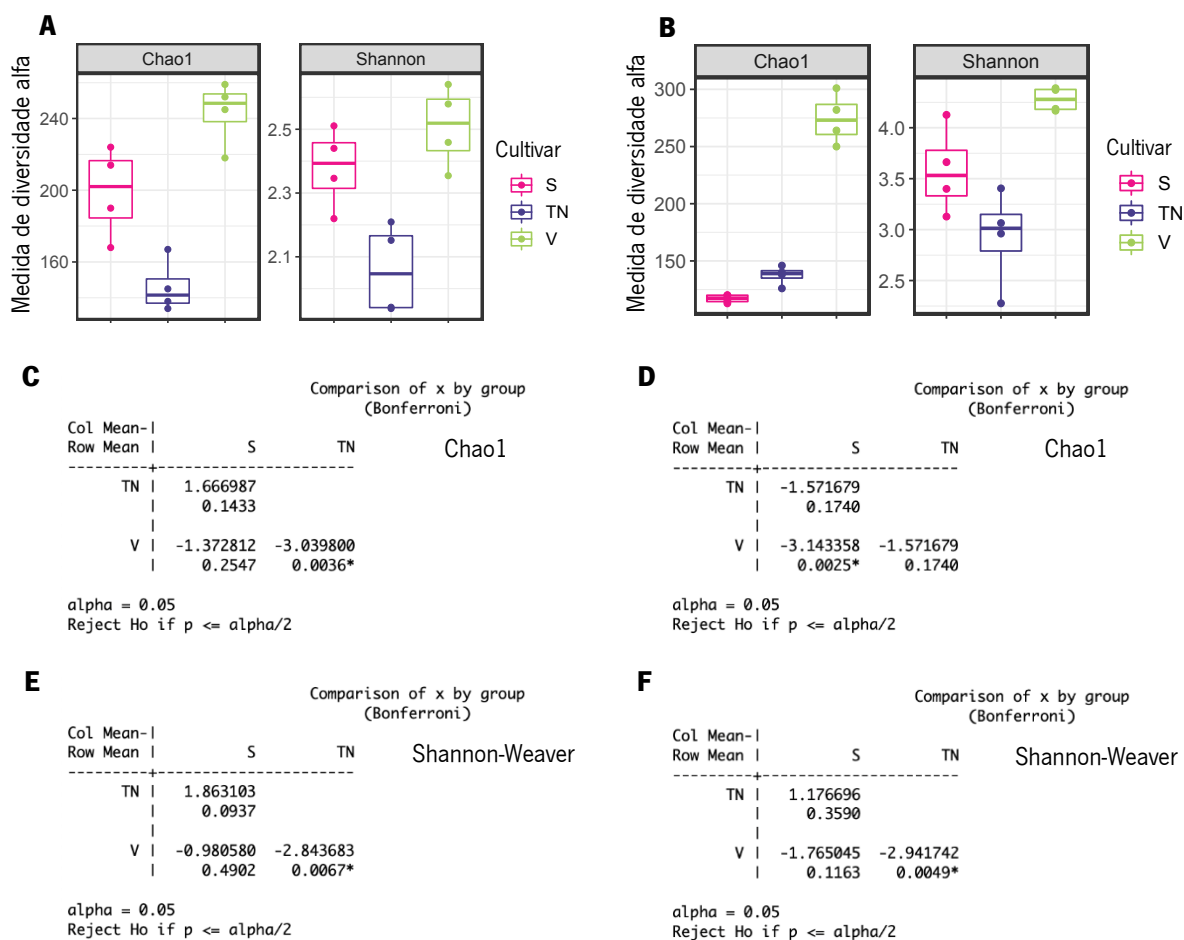 A
Chao1
Shannon
Medida de diversidade alfa
240
200
160
2.5
2.3
2.1
Cultivar
S
TN
V
B
Chao1
Shannon
Medida de diversidade alfa
300
250
200
150
4.0
3.5
3.0
2.5
Cultivar
S
TN
V
C
Comparison of x by group
(Bonferroni)
Chao1
Col Mean-|
Row Mean | S TN
---------+----------------------
TN | 1.666987
| 0.1433
|
V | -1.372812 -3.039800
| 0.2547 0.0036*
alpha = 0.05
Reject Ho if p <= alpha/2
D
Comparison of x by group
(Bonferroni)
Chao1
Col Mean-|
Row Mean | S TN
---------+----------------------
TN | -1.571679
| 0.1740
|
V | -3.143358 -1.571679
| 0.0025* 0.1740
alpha = 0.05
Reject Ho if p <= alpha/2
E
Comparison of x by group
(Bonferroni)
Shannon-Weaver
Col Mean-|
Row Mean | S TN
---------+----------------------
TN | 1.863103
| 0.0937
|
V | -0.980580 -2.843683
| 0.4902 0.0067*
alpha = 0.05
Reject Ho if p <= alpha/2
F
Comparison of x by group
(Bonferroni)
Shannon-Weaver
Col Mean-|
Row Mean | S TN
---------+----------------------
TN | 1.176696
| 0.3590
|
V | -1.765045 -2.941742
| 0.1163 0.0049*
alpha = 0.05
Reject Ho if p <= alpha/2